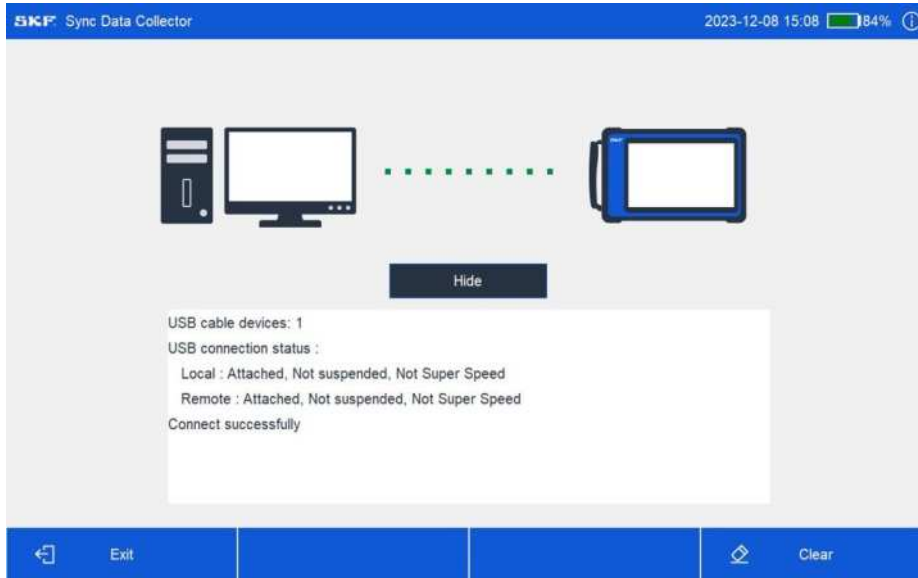 SKF Sync Data Collector 2023-12-08 15:08 84%
Hide
USB cable devices: 1
USB connection status :
Local : Attached, Not suspended, Not Super Speed
Remote : Attached, Not suspended, Not Super Speed
Connect successfully
Exit Clear